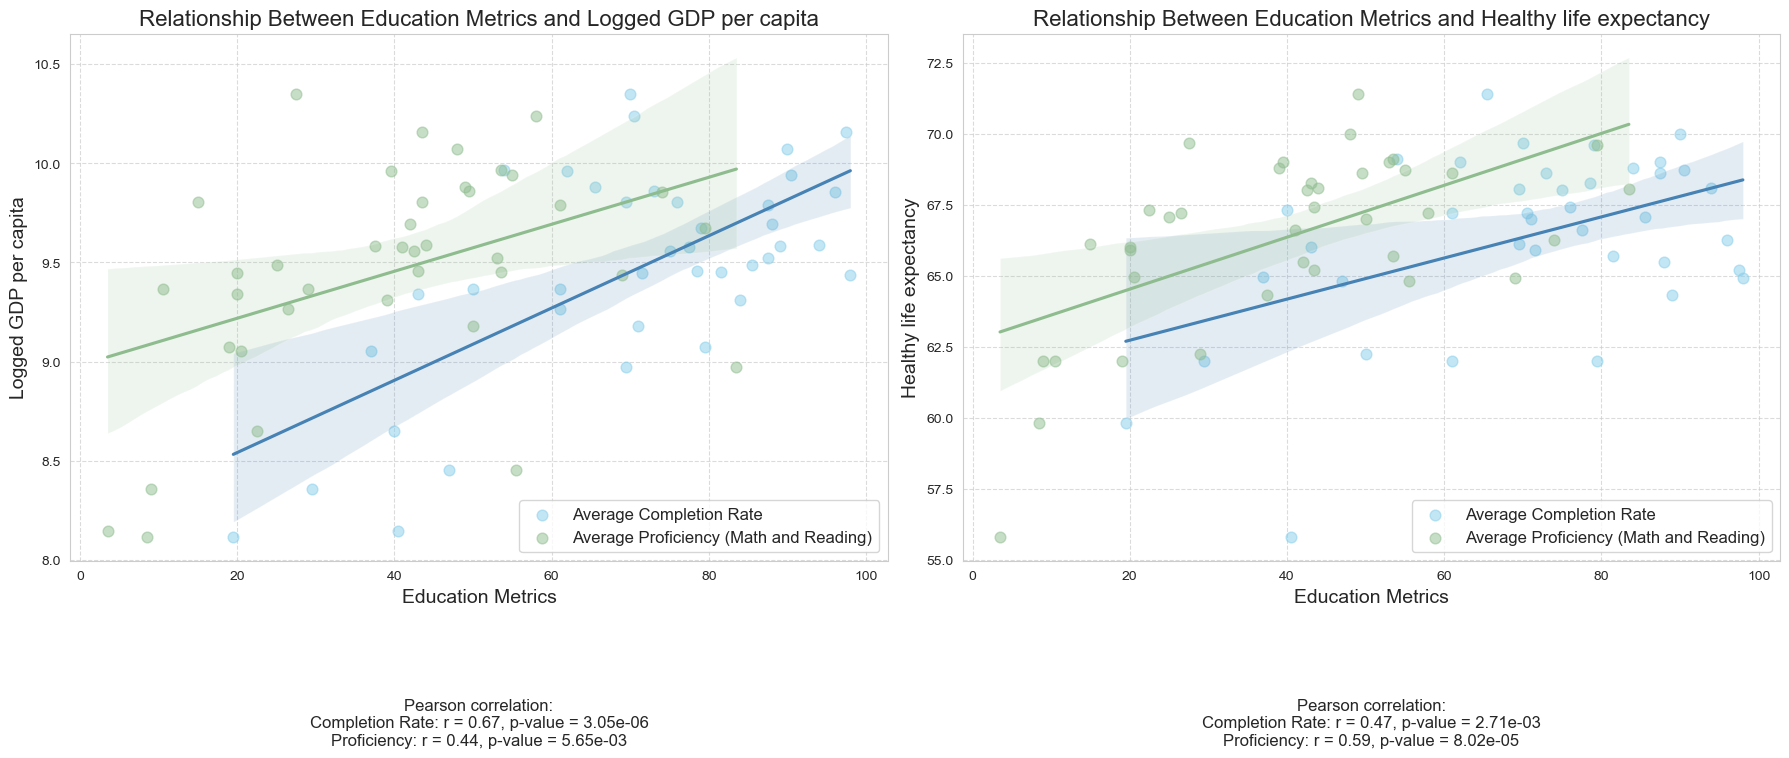 Relationship Between Education Metrics and Logged GDP per capita
Logged GDP per capita
10.5
10.0
9.5
9.0
8.5
8.0
0 20 40 60 80 100
Education Metrics
Average Completion Rate
Average Proficiency (Math and Reading)
Pearson correlation:
Completion Rate: r = 0.67, p-value = 3.05e-06
Proficiency: r = 0.44, p-value = 5.65e-03
Relationship Between Education Metrics and Healthy life expectancy
Healthy life expectancy
72.5
70.0
67.5
65.0
62.5
60.0
57.5
55.0
0 20 40 60 80 100
Education Metrics
Average Completion Rate
Average Proficiency (Math and Reading)
Pearson correlation:
Completion Rate: r = 0.47, p-value = 2.71e-03
Proficiency: r = 0.59, p-value = 8.02e-05